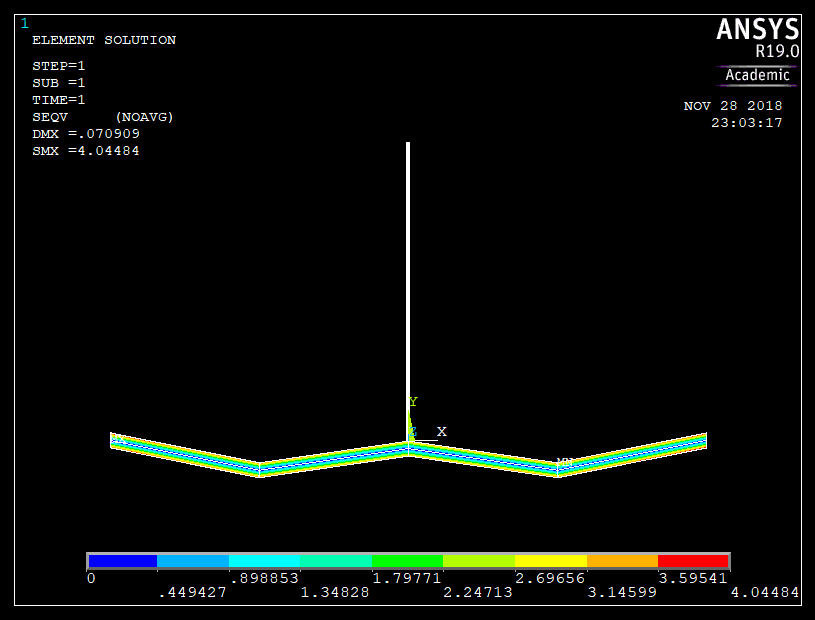 1
ELEMENT SOLUTION
STEP=1
SUB =1
TIME=1
SEQV (NOAVG)
DMX =.070909
SMX =4.04484
ANSYS
R19.0
Academic
NOV 28 2018
23:03:17
Y
X
MN
0 .898853 1.79771 2.69656 3.59541
.449427 1.34828 2.24713 3.14599 4.04484